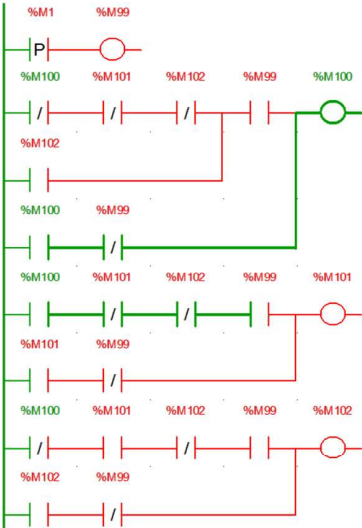 %M1 %M99
P
%M100 %M101 %M102 %M99 %M100
/ / /
%M102
%M100 %M99
/
%M100 %M101 %M102 %M99 %M101
/ /
%M101 %M99
/
%M100 %M101 %M102 %M99 %M102
/ /
%M102 %M99
/